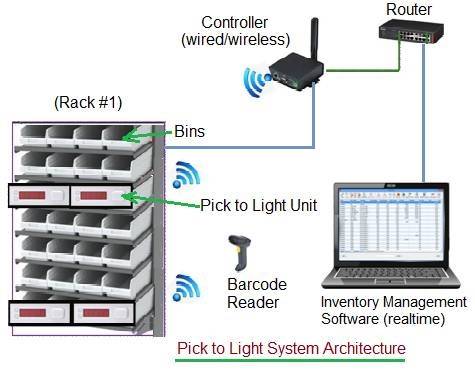 Controller
(wired/wireless)
Router
(Rack #1)
Bins
Pick to Light Unit
Barcode
Reader
Inventory Management
Software (realtime)
Pick to Light System Architecture